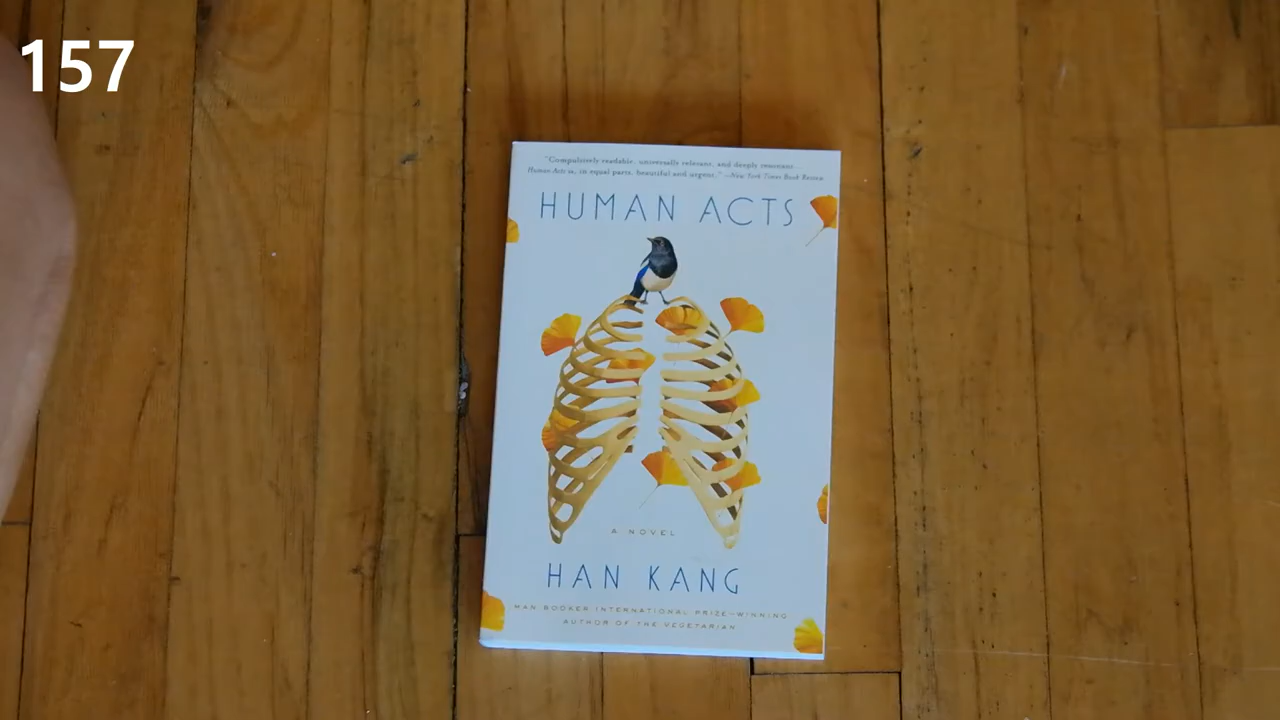 157
"Compulsively readable, universally relevant, and deeply resonant...
Human Acts is, in equal parts, beautiful and urgent." —New York Times Book Review
HUMAN ACTS
A NOVEL
HAN KANG
MAN BOOKER INTERNATIONAL PRIZE–WINNING
AUTHOR OF THE VEGETARIAN